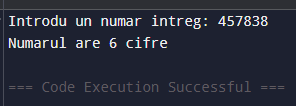 Introdu un numar intreg: 457838
Numarul are 6 cifre
=== Code Execution Successful ===